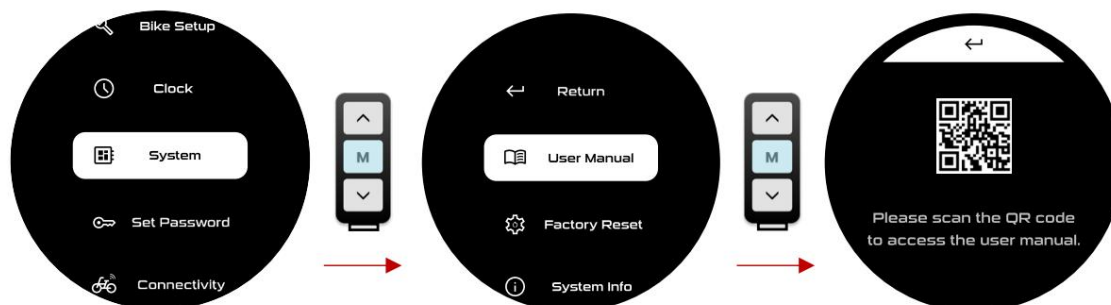 Bike Setup
Clock
System
Set Password
Connectivity
M
Return
User Manual
Factory Reset
System Info
M
Please scan the QR code
to access the user manual.